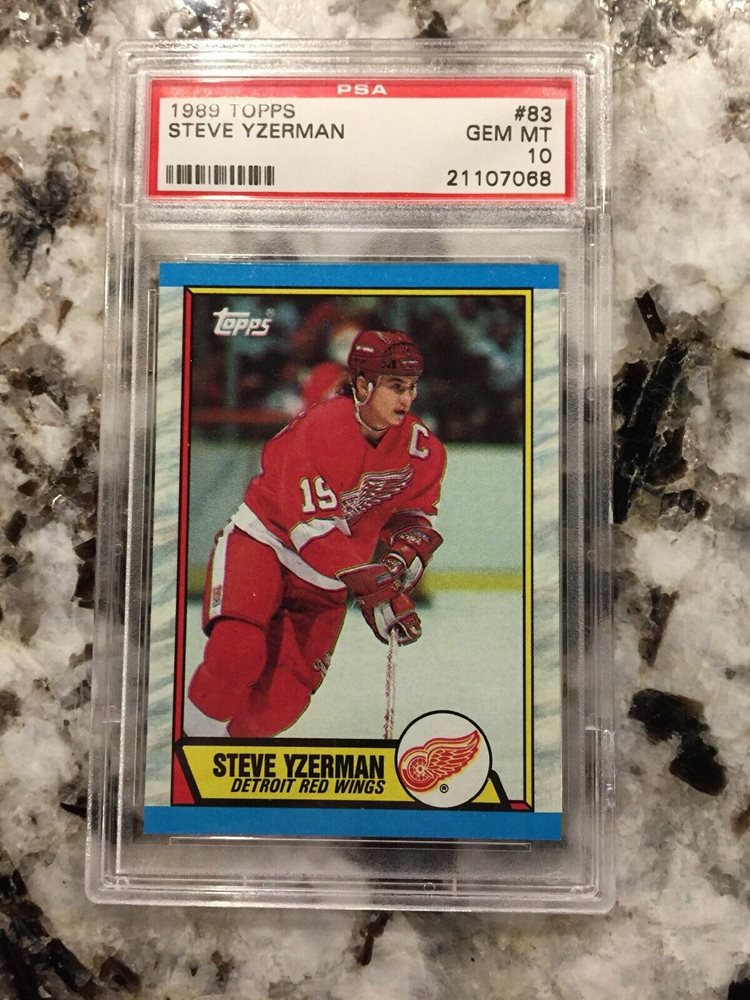 PSA
1989 TOPPS #83
STEVE YZERMAN GEM MT
10
21107068
topps®
C
19
STEVE YZERMAN
DETROIT RED WINGS
®